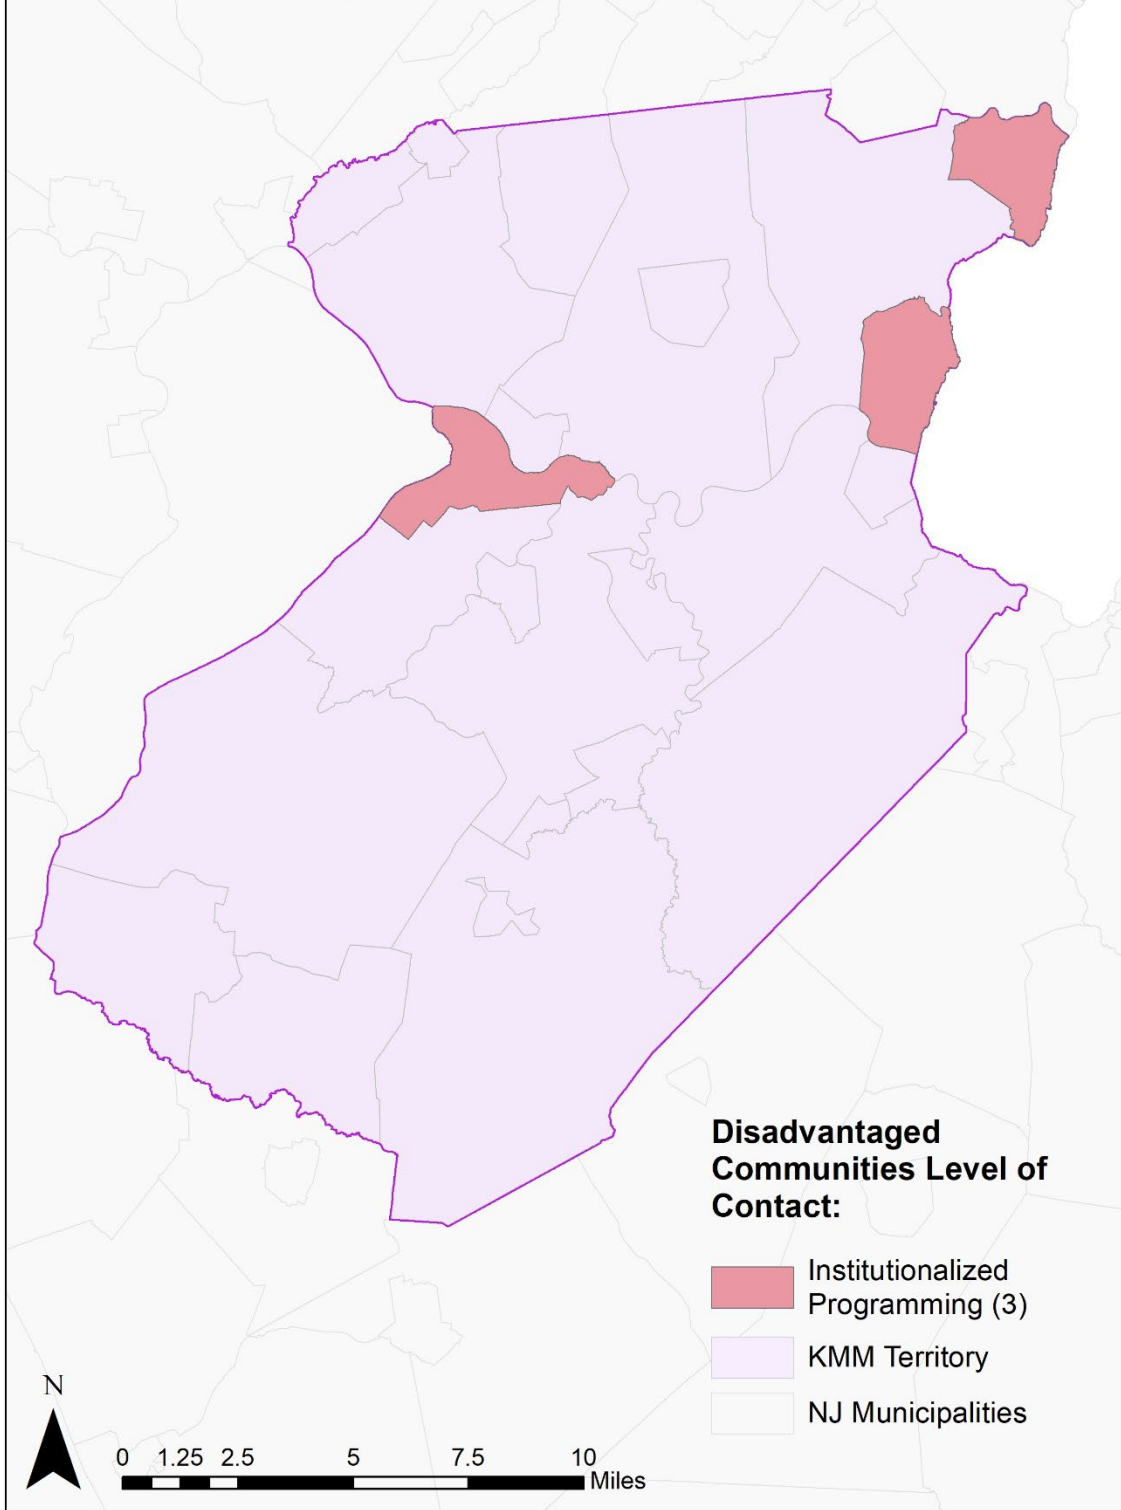 Disadvantaged
Communities Level of
Contact:
Institutionalized
Programming (3)
KMM Territory
NJ Municipalities
N
0 1.25 2.5 5 7.5 10
Miles